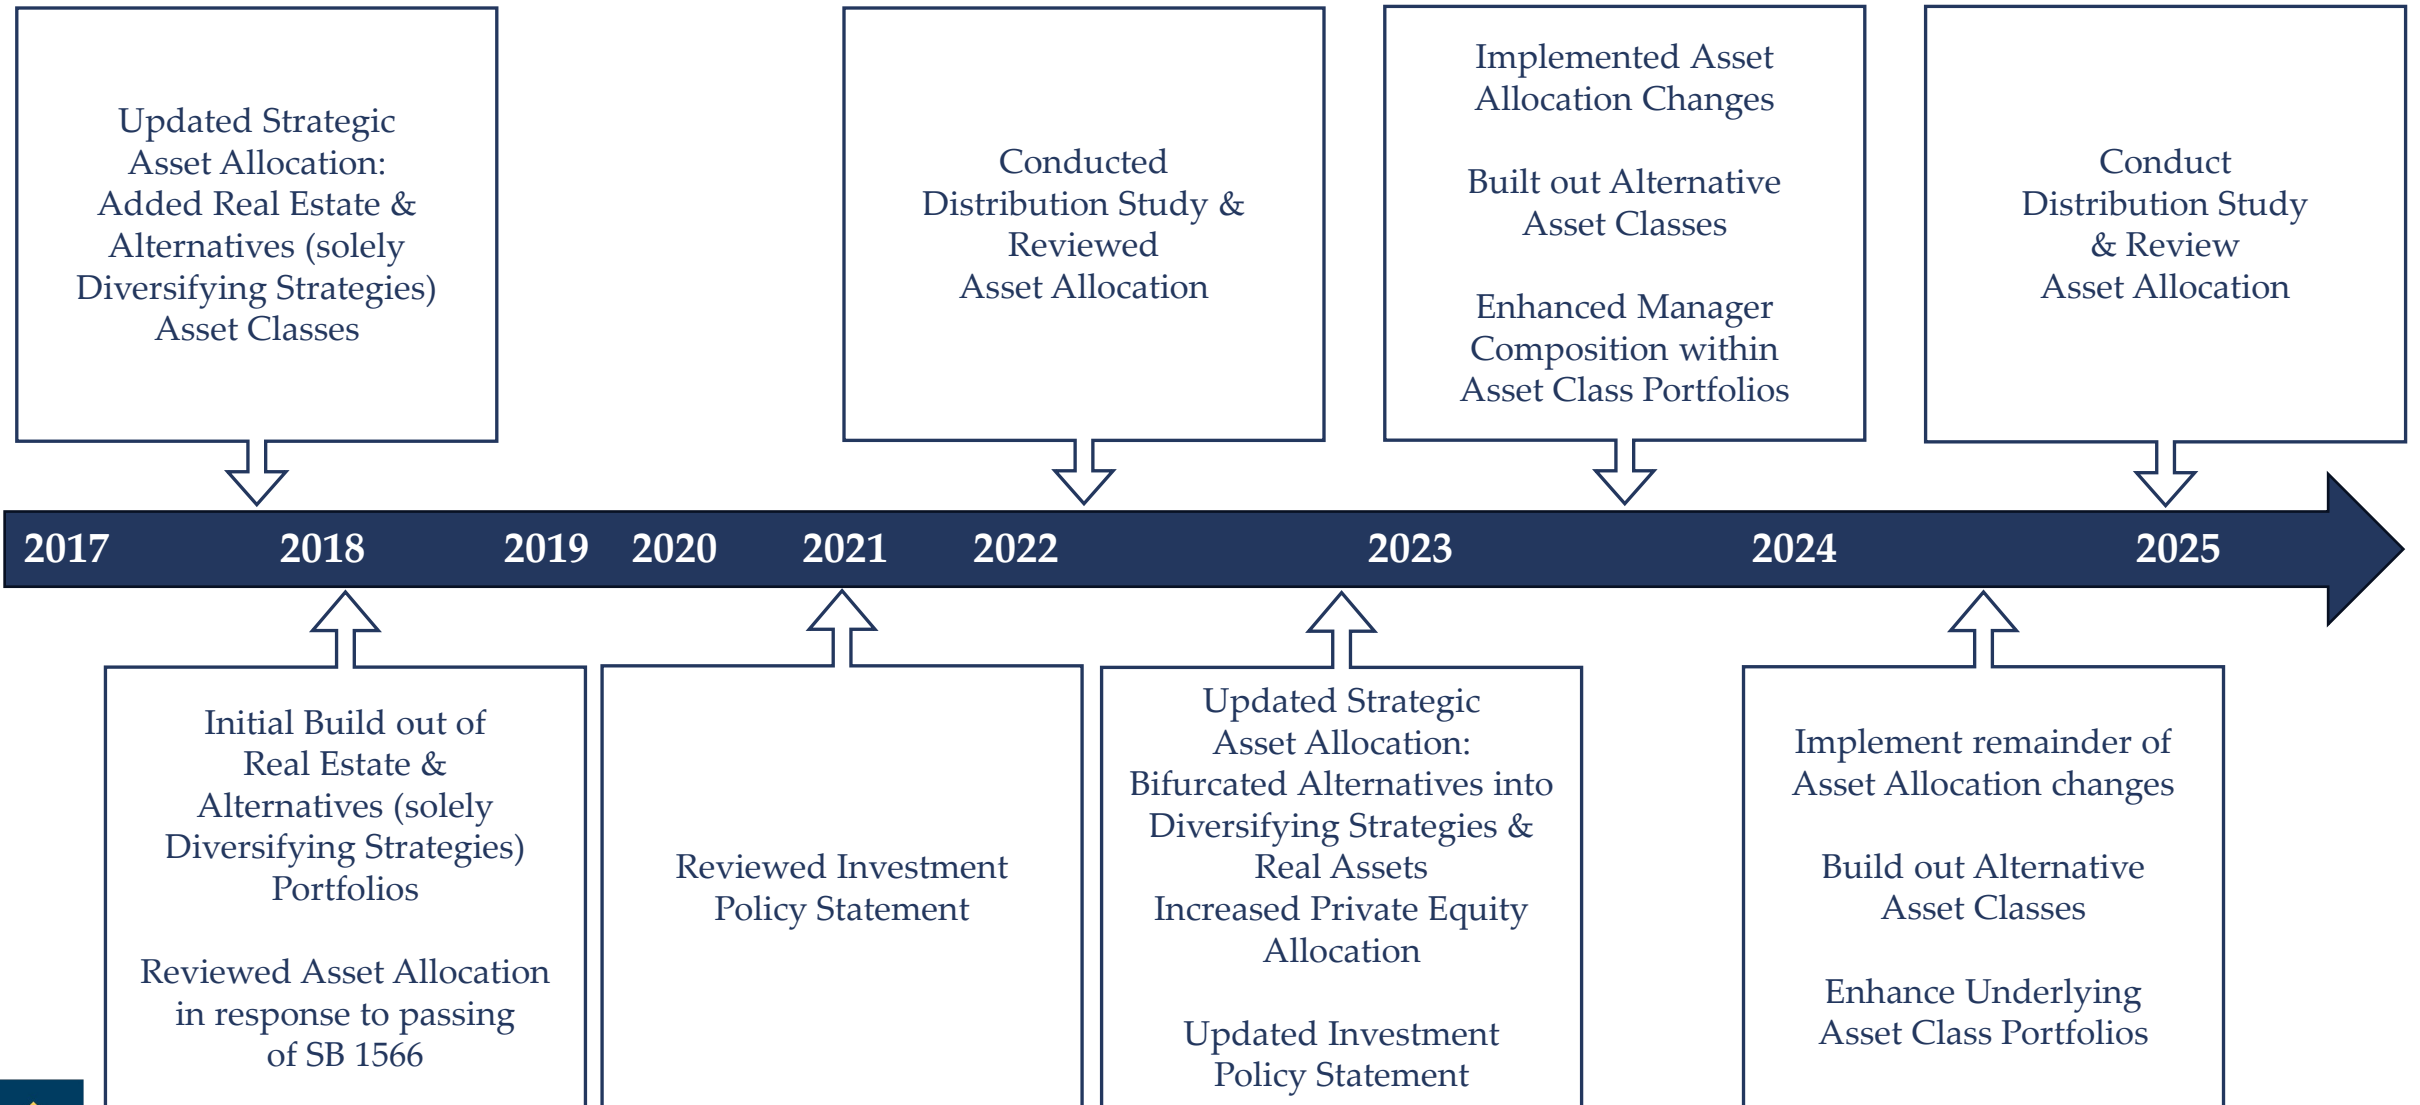 Updated Strategic
Asset Allocation:
Added Real Estate &
Alternatives (solely
Diversifying Strategies)
Asset Classes
Conducted
Distribution Study &
Reviewed
Asset Allocation
Implemented Asset
Allocation Changes
Built out Alternative
Asset Classes
Enhanced Manager
Composition within
Asset Class Portfolios
Conduct
Distribution Study
& Review
Asset Allocation
2017 2018 2019 2020 2021 2022 2023 2024 2025
Initial Build out of
Real Estate &
Alternatives (solely
Diversifying Strategies)
Portfolios
Reviewed Asset Allocation
in response to passing
of SB 1566
Reviewed Investment
Policy Statement
Updated Strategic
Asset Allocation:
Bifurcated Alternatives into
Diversifying Strategies &
Real Assets
Increased Private Equity
Allocation
Updated Investment
Policy Statement
Implement remainder of
Asset Allocation changes
Build out Alternative
Asset Classes
Enhance Underlying
Asset Class Portfolios